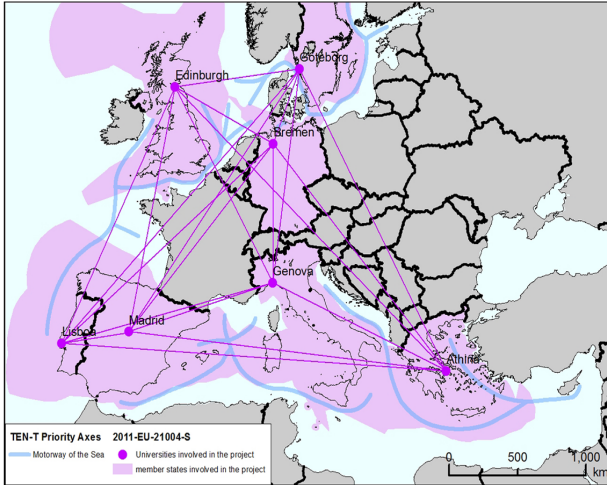 Göteborg
Edinburgh
Bremen
Genova
Madrid
Lisboa
Athina
TEN-T Priority Axes 2011-EU-21004-S
Motorway of the Sea Universities involved in the project
member states involved in the project
0 500 1,000
km